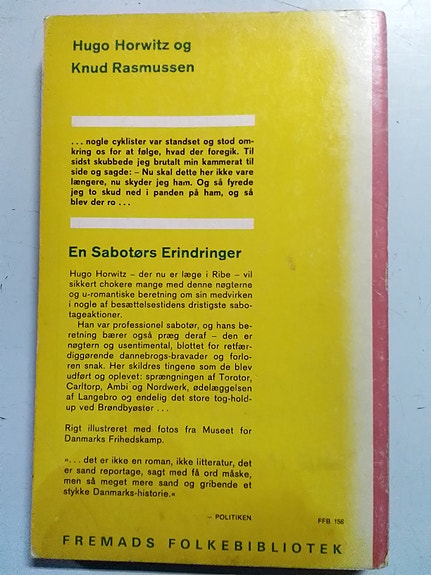 Hugo Horwitz og
Knud Rasmussen
... nogle cyklister var standset og stod om-
kring os for at følge, hvad der foregik. Til
sidst skubbede jeg brutalt min kammerat til
side og sagde: – Nu skal dette her ikke vare
længere, nu skyder jeg ham. Og så fyrede
jeg to skud ned i panden på ham, og så
blev der ro ...
En Sabotørs Erindringer
Hugo Horwitz – der nu er læge i Ribe – vil
sikkert chokere mange med denne nøgterne
og u-romantiske beretning om sin medvirken
i nogle af besættelsestidens dristigste sabo-
tageaktioner.
Han var professionel sabotør, og hans be-
retning bærer også præg deraf – den er
nøgtern og usentimental, blottet for retfær-
diggørende dannebrogs-bravader og forlo-
ren snak. Her skildres tingene som de blev
udført og oplevet: sprængningen af Torotor,
Carltorp, Ambi og Nordwerk, ødelæggelsen
af Langebro og endelig det store tog-hold-
up ved Brøndbyøster ...
Rigt illustreret med fotos fra Museet for
Danmarks Frihedskamp.
»... det er ikke en roman, ikke litteratur, det
er sand reportage, sagt med få ord måske,
men så meget mere sand og gribende et
stykke Danmarks-historie.«
– POLITIKEN
FFB 156
FREMADS FOLKEBIBLIOTEK